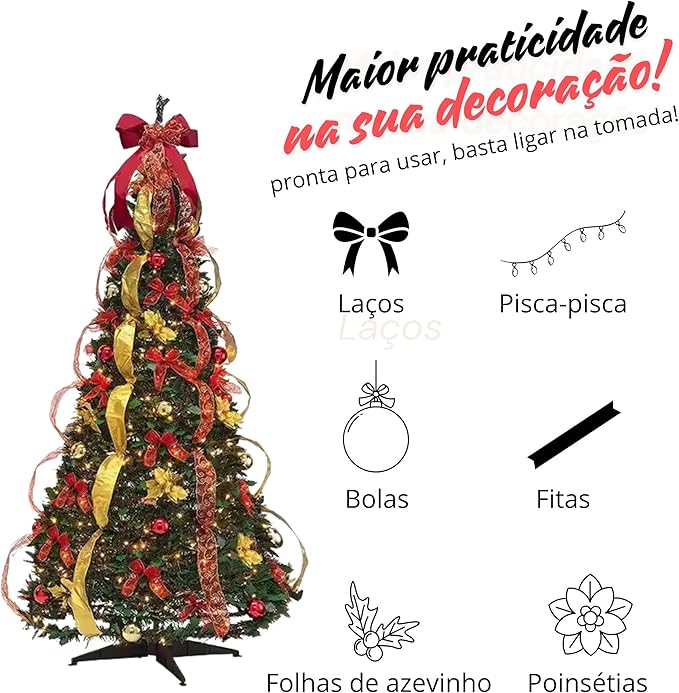 Maior praticidade
na sua decoração!
pronta para usar, basta ligar na tomada!
Laços
Pisca-pisca
Laços
Bolas
Fitas
Folhas de azevinho
Poinsétias